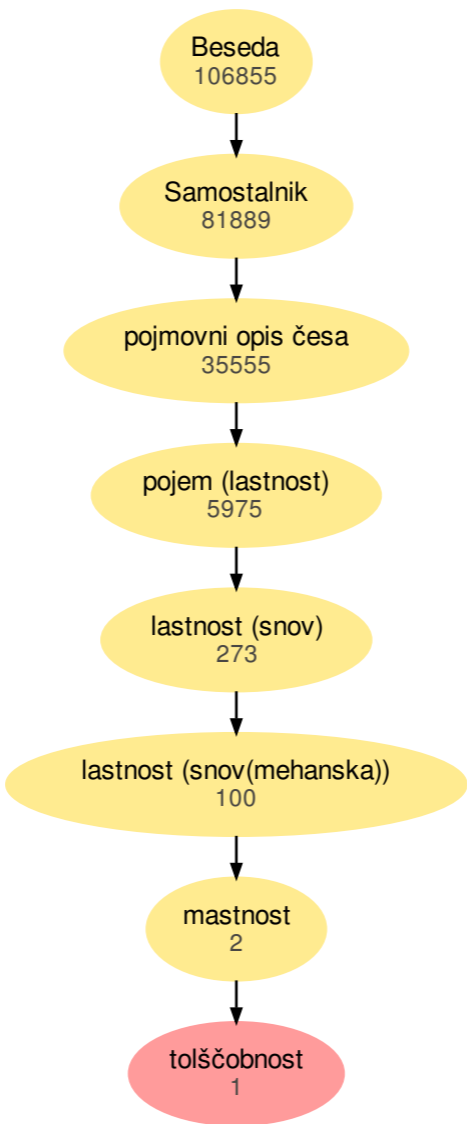 Beseda
106855
Samostalnik
81889
pojmovni opis česa
35555
pojem (lastnost)
5975
lastnost (snov)
273
lastnost (snov(mehanska))
100
mastnost
2
tolščobnost
1